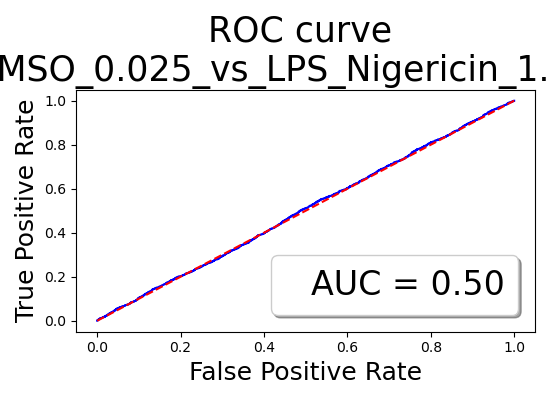 ROC curve
MSO_0.025_vs_LPS_Nigericin_1.
True Positive Rate
1.0
0.8
0.6
0.4
0.2
0.0
AUC = 0.50
0.0 0.2 0.4 0.6 0.8 1.0
False Positive Rate